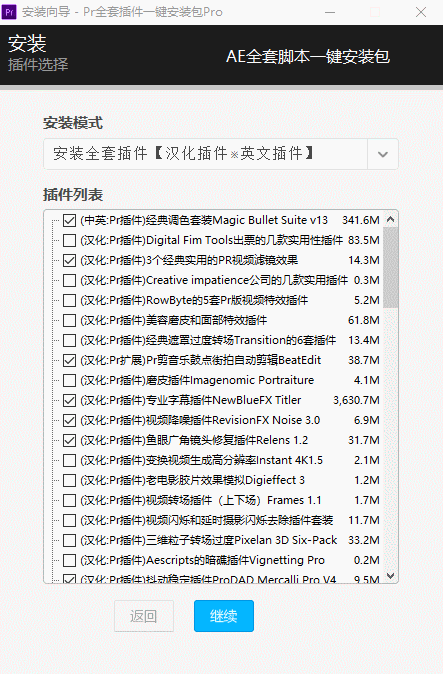 Pr 安装向导 - Pr全套插件一键安装包Pro
安装
插件选择
AE全套脚本一键安装包
安装模式
安装全套插件【汉化插件※英文插件】
插件列表
(中英:Pr插件)经典调色套装Magic Bullet Suite v13 341.6M
(汉化:Pr插件)Digital Fim Tools出票的几款实用性插件 83.5M
(汉化:Pr插件)3个经典实用的PR视频滤镜效果 14.3M
(汉化:Pr插件)Creative impatience公司的几款实用插件 0.3M
(汉化:Pr插件)RowByte的5套Pr版视频特效插件 5.2M
(汉化:Pr插件)美容磨皮和面部特效插件 61.8M
(汉化:Pr插件)经典遮罩过度转场Transition的6套插件 13.4M
(汉化:Pr扩展)Pr剪音乐鼓点街拍自动剪辑BeatEdit 38.7M
(汉化:Pr插件)磨皮插件Imagenomic Portraiture 4.1M
(汉化:Pr插件)专业字幕插件NewBlueFX Titler 3,630.7M
(汉化:Pr插件)视频降噪插件RevisionFX Noise 3.0 6.9M
(汉化:Pr插件)鱼眼广角镜头修复插件Relens 1.2 31.7M
(汉化:Pr插件)变换视频生成高分辨率Instant 4K1.5 2.1M
(汉化:Pr插件)老电影胶片效果模拟Digieffect 3 1.2M
(汉化:Pr插件)视频转场插件（上下场）Frames 1.1 1.7M
(汉化:Pr插件)视频闪烁和延时摄影闪烁去除插件套装 11.7M
(汉化:Pr插件)三维粒子转场过度Pixelan 3D Six-Pack 33.2M
(汉化:Pr插件)Aescripts的暗磼插件Vignetting Pro 0.2M
(汉化:Pr插件)抖动稳定插件ProDAD Mercalli Pro V4 9.5M
返回 继续